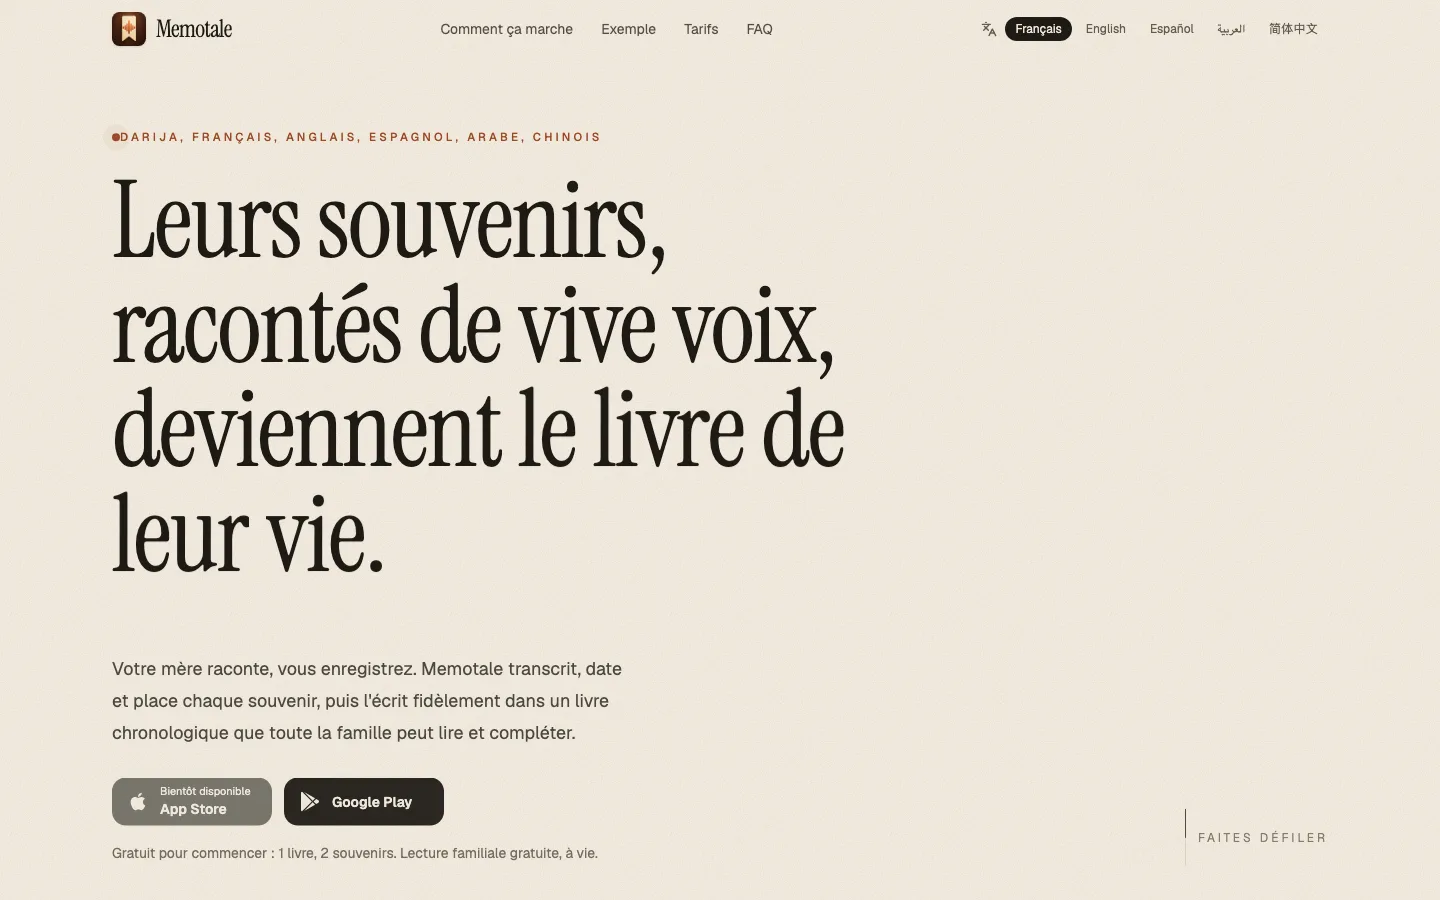 Memotale
Comment ça marche
Exemple
Tarifs
FAQ
Français
English
Español
العربية
简体中文
DARIJA, FRANÇAIS, ANGLAIS, ESPAGNOL, ARABE, CHINOIS
Leurs souvenirs,
racontés de vive voix,
deviennent le livre de
leur vie.
Votre mère raconte, vous enregistrez. Memotale transcrit, date
et place chaque souvenir, puis l'écrit fidèlement dans un livre
chronologique que toute la famille peut lire et compléter.
Bientôt disponible
App Store
Google Play
Gratuit pour commencer : 1 livre, 2 souvenirs. Lecture familiale gratuite, à vie.
FAITES DÉFILER